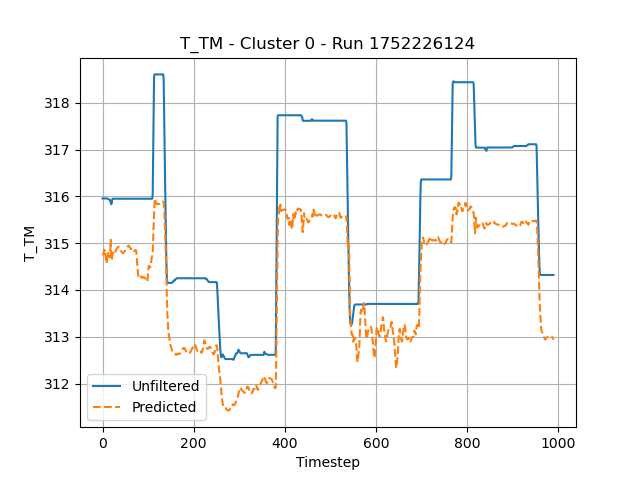 T_TM - Cluster 0 - Run 1752226124
318
317
316
315
314
313
312
T_TM
Unfiltered
Predicted
0 200 400 600 800 1000
Timestep